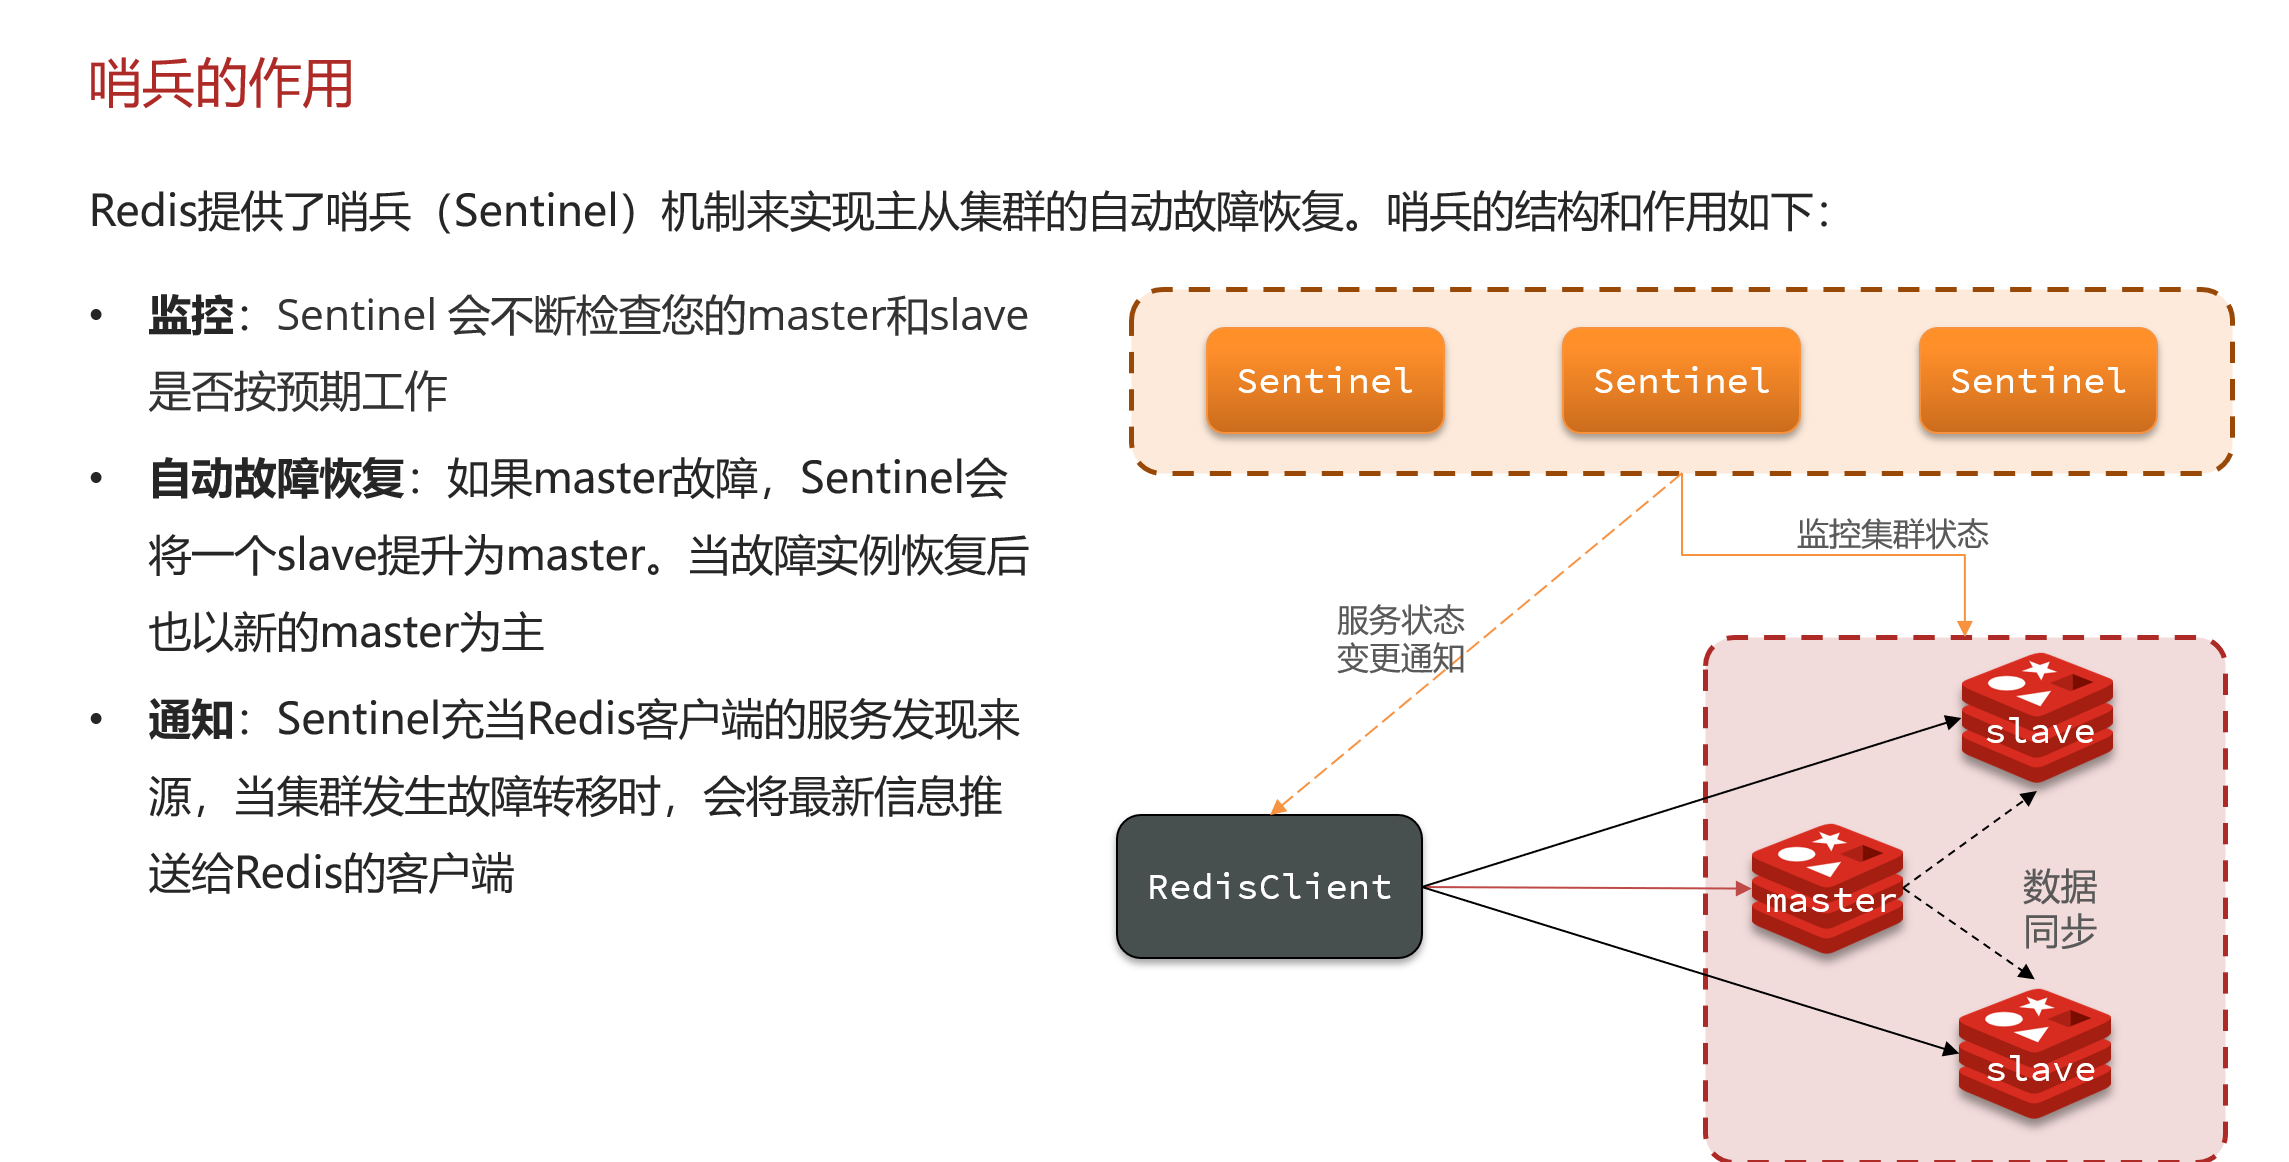 哨兵的作用
Redis提供了哨兵（Sentinel）机制来实现主从集群的自动故障恢复。哨兵的结构和作用如下：
• 监控：Sentinel 会不断检查您的master和slave
是否按预期工作
• 自动故障恢复：如果master故障，Sentinel会
将一个slave提升为master。当故障实例恢复后
也以新的master为主
• 通知：Sentinel充当Redis客户端的服务发现来
源，当集群发生故障转移时，会将最新信息推
送给Redis的客户端
Sentinel
Sentinel
Sentinel
监控集群状态
服务状态
变更通知
RedisClient
slave
master
数据
同步
slave